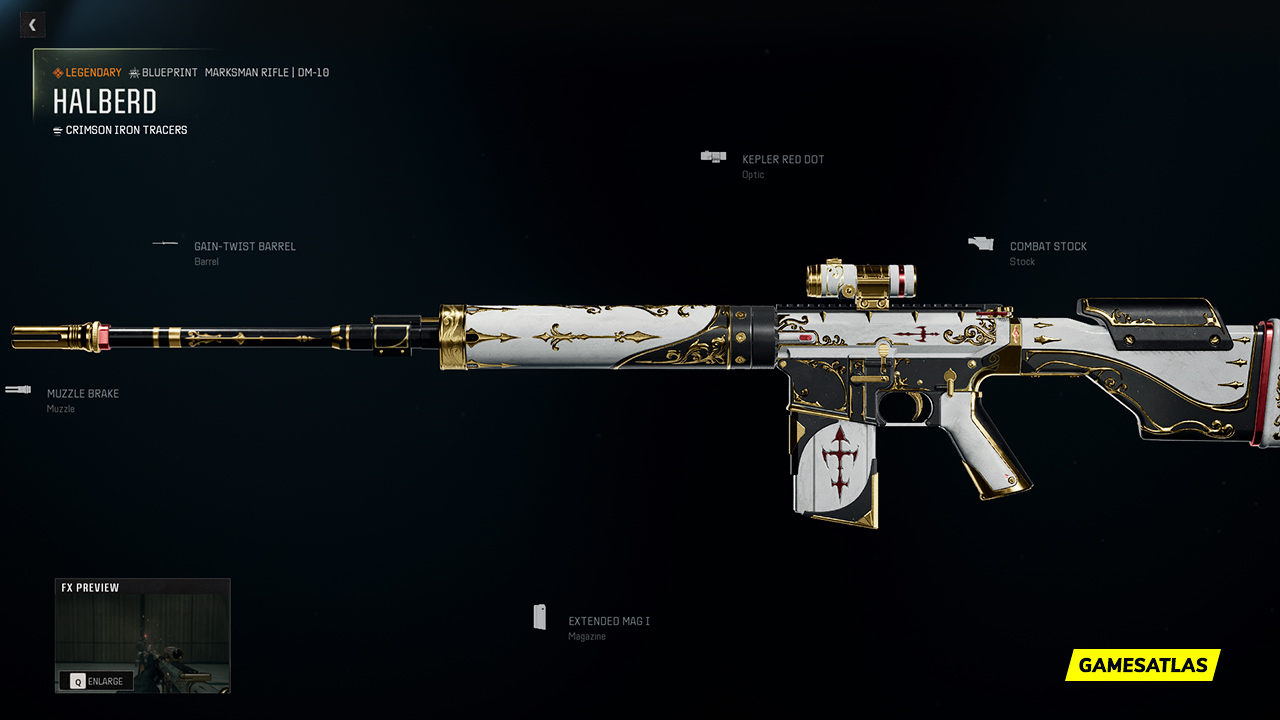 LEGENDARY BLUEPRINT MARKSMAN RIFLE | DM-10
HALBERD
CRIMSON IRON TRACERS
KEPLER RED DOT
Optic
GAIN-TWIST BARREL
Barrel
COMBAT STOCK
Stock
MUZZLE BRAKE
Muzzle
FX PREVIEW
Q ENLARGE
EXTENDED MAG I
Magazine
GAMESATLAS